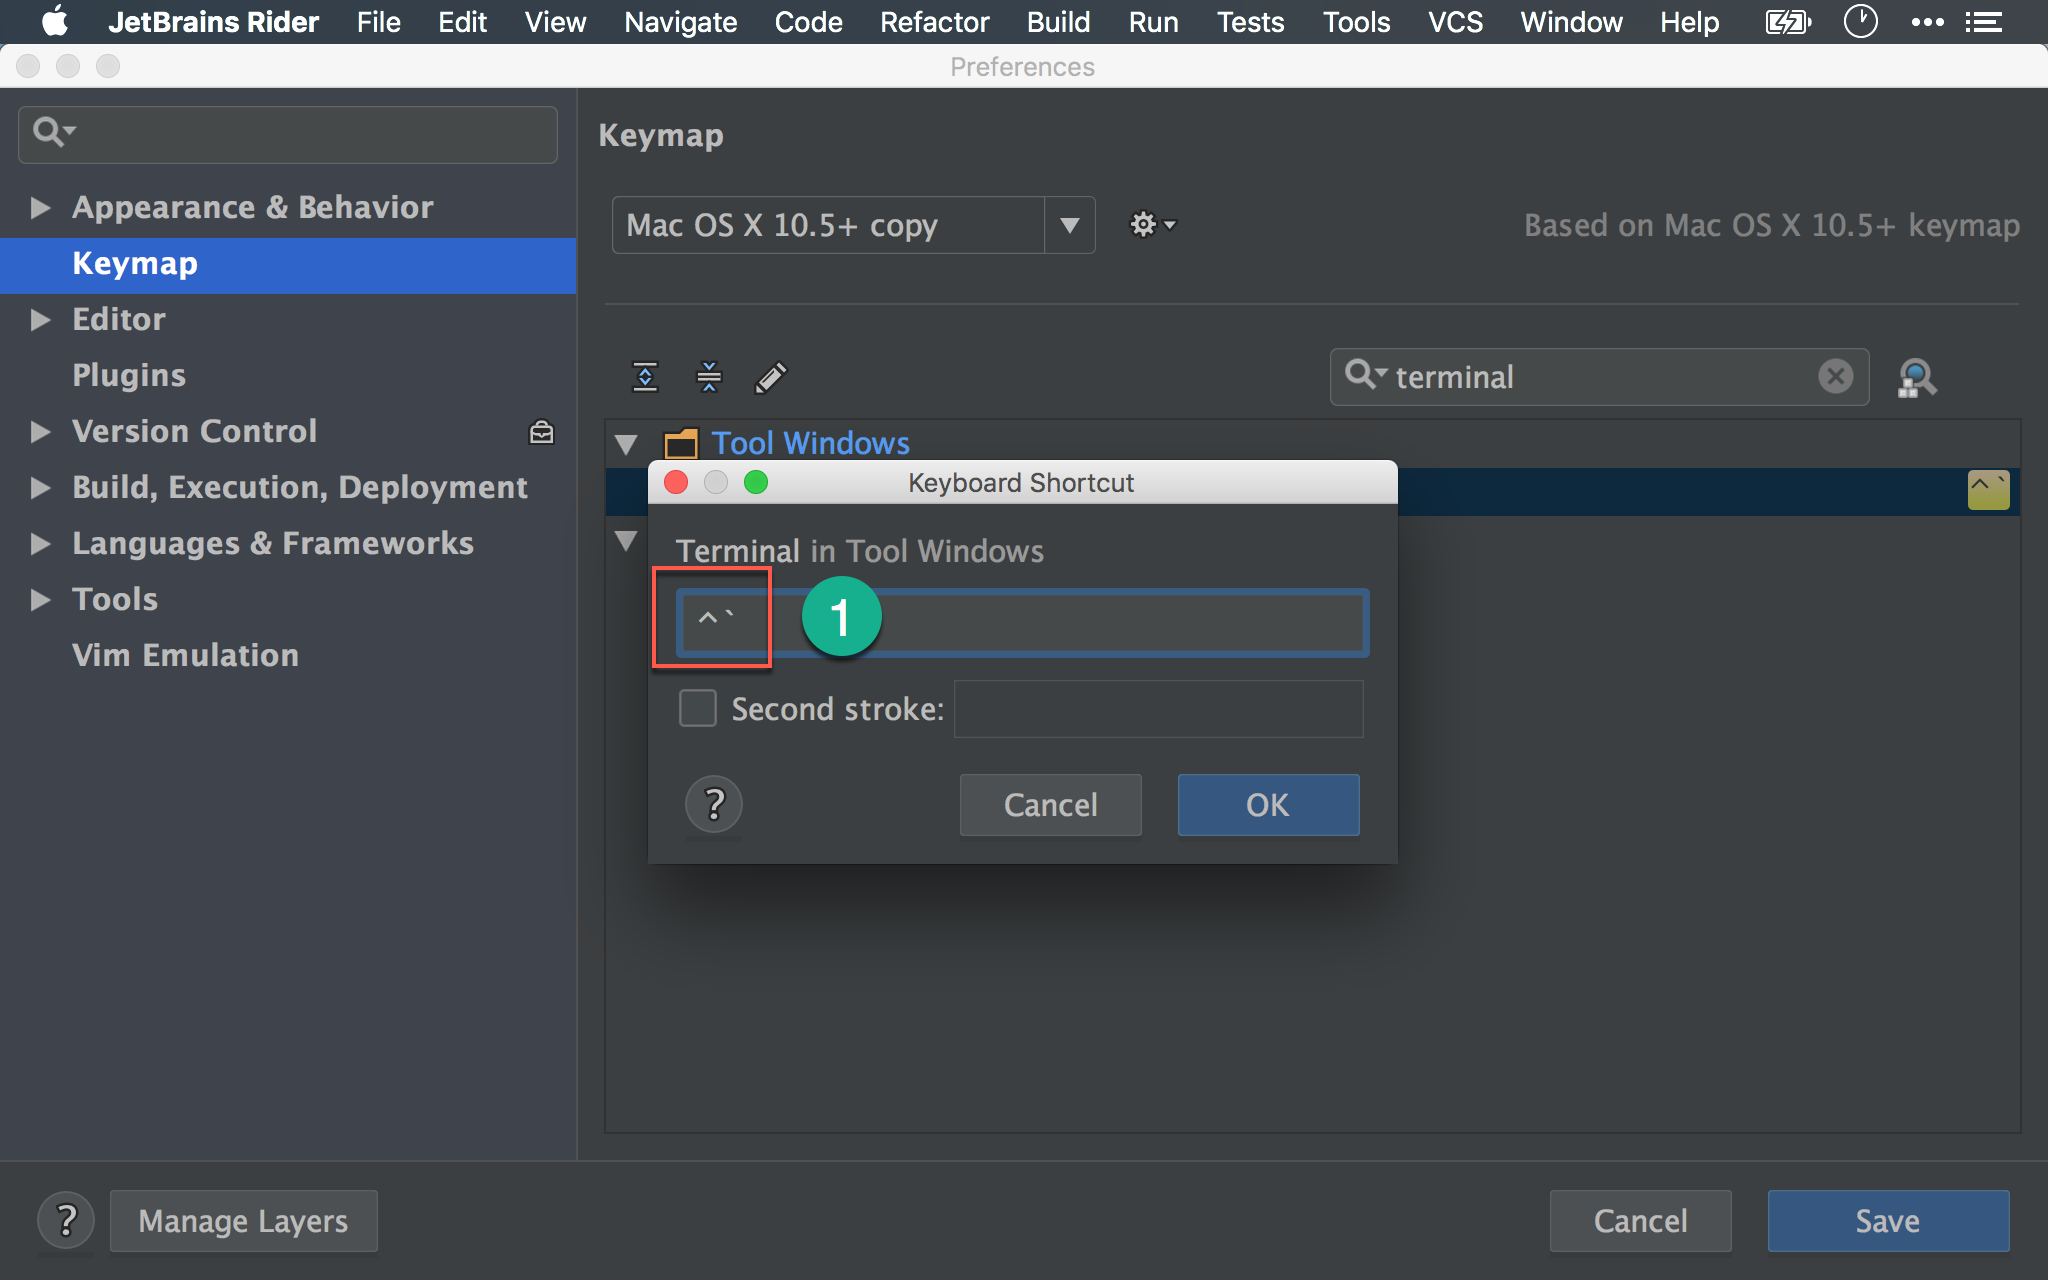 JetBrains Rider File Edit View Navigate Code Refactor Build Run Tests Tools VCS Window Help
Preferences
Appearance & Behavior
Keymap
Editor
Plugins
Version Control
Build, Execution, Deployment
Languages & Frameworks
Tools
Vim Emulation
Keymap
Mac OS X 10.5+ copy
Based on Mac OS X 10.5+ keymap
terminal
Tool Windows
^ `
Keyboard Shortcut
Terminal in Tool Windows
^ `
1
Second stroke:
? Cancel OK
? Manage Layers
Cancel Save